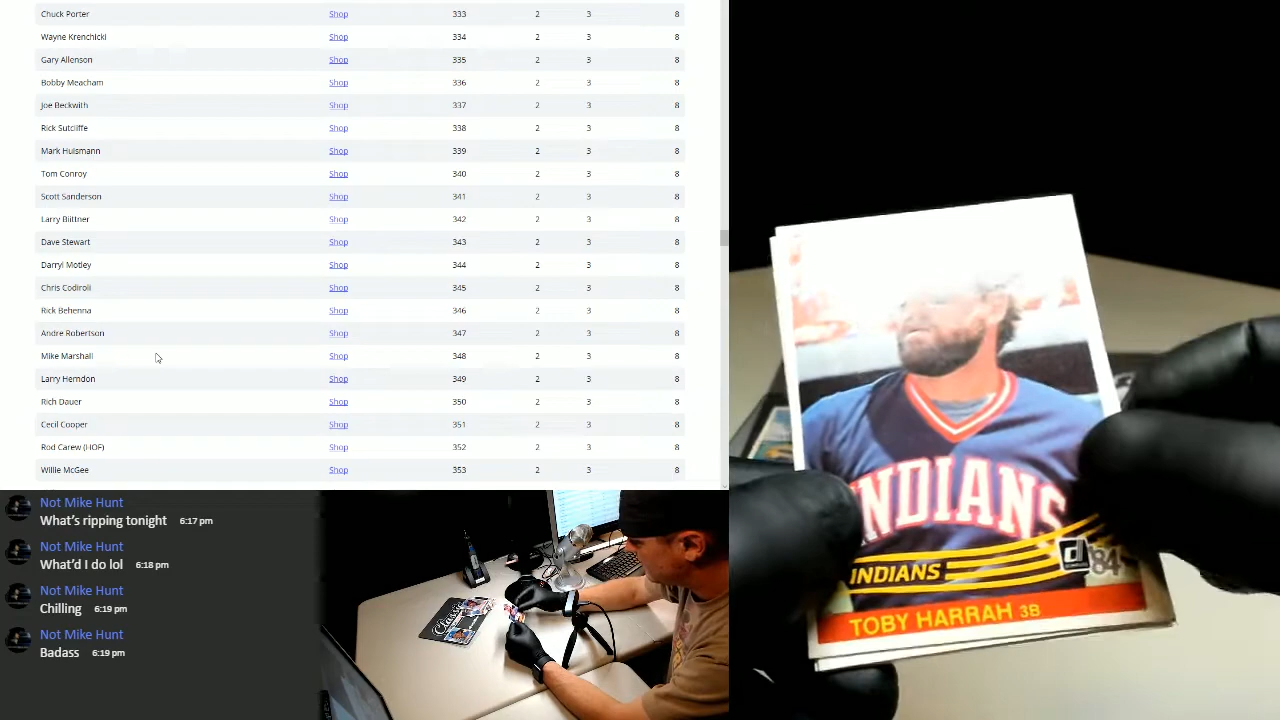 Chuck Porter Shop 333 2 3 8
Wayne Krenchicki Shop 334 2 3 8
Gary Allenson Shop 335 2 3 8
Bobby Meacham Shop 336 2 3 8
Joe Beckwith Shop 337 2 3 8
Rick Sutcliffe Shop 338 2 3 8
Mark Huismann Shop 339 2 3 8
Tom Conroy Shop 340 2 3 8
Scott Sanderson Shop 341 2 3 8
Larry Biittner Shop 342 2 3 8
Dave Stewart Shop 343 2 3 8
Darryl Motley Shop 344 2 3 8
Chris Codiroli Shop 345 2 3 8
Rick Behenna Shop 346 2 3 8
Andre Robertson Shop 347 2 3 8
Mike Marshall Shop 348 2 3 8
Larry Herndon Shop 349 2 3 8
Rich Dauer Shop 350 2 3 8
Cecil Cooper Shop 351 2 3 8
Rod Carew (HOF) Shop 352 2 3 8
Willie McGee Shop 353 2 3 8
Not Mike Hunt
What's ripping tonight 6:17 pm
Not Mike Hunt
What'd I do lol 6:18 pm
Not Mike Hunt
Chilling 6:19 pm
Not Mike Hunt
Badass 6:19 pm
INDIANS
INDIANS
d '84
TOBY HARRAH 3B